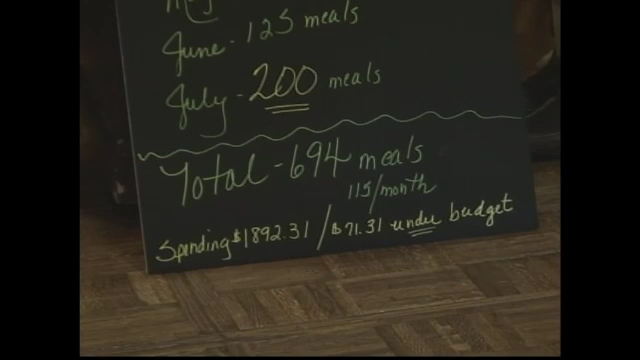 June - 125 meals
July - 200 meals
Total - 694 meals
115/month
Spending $1892.31 / $71.31 under budget